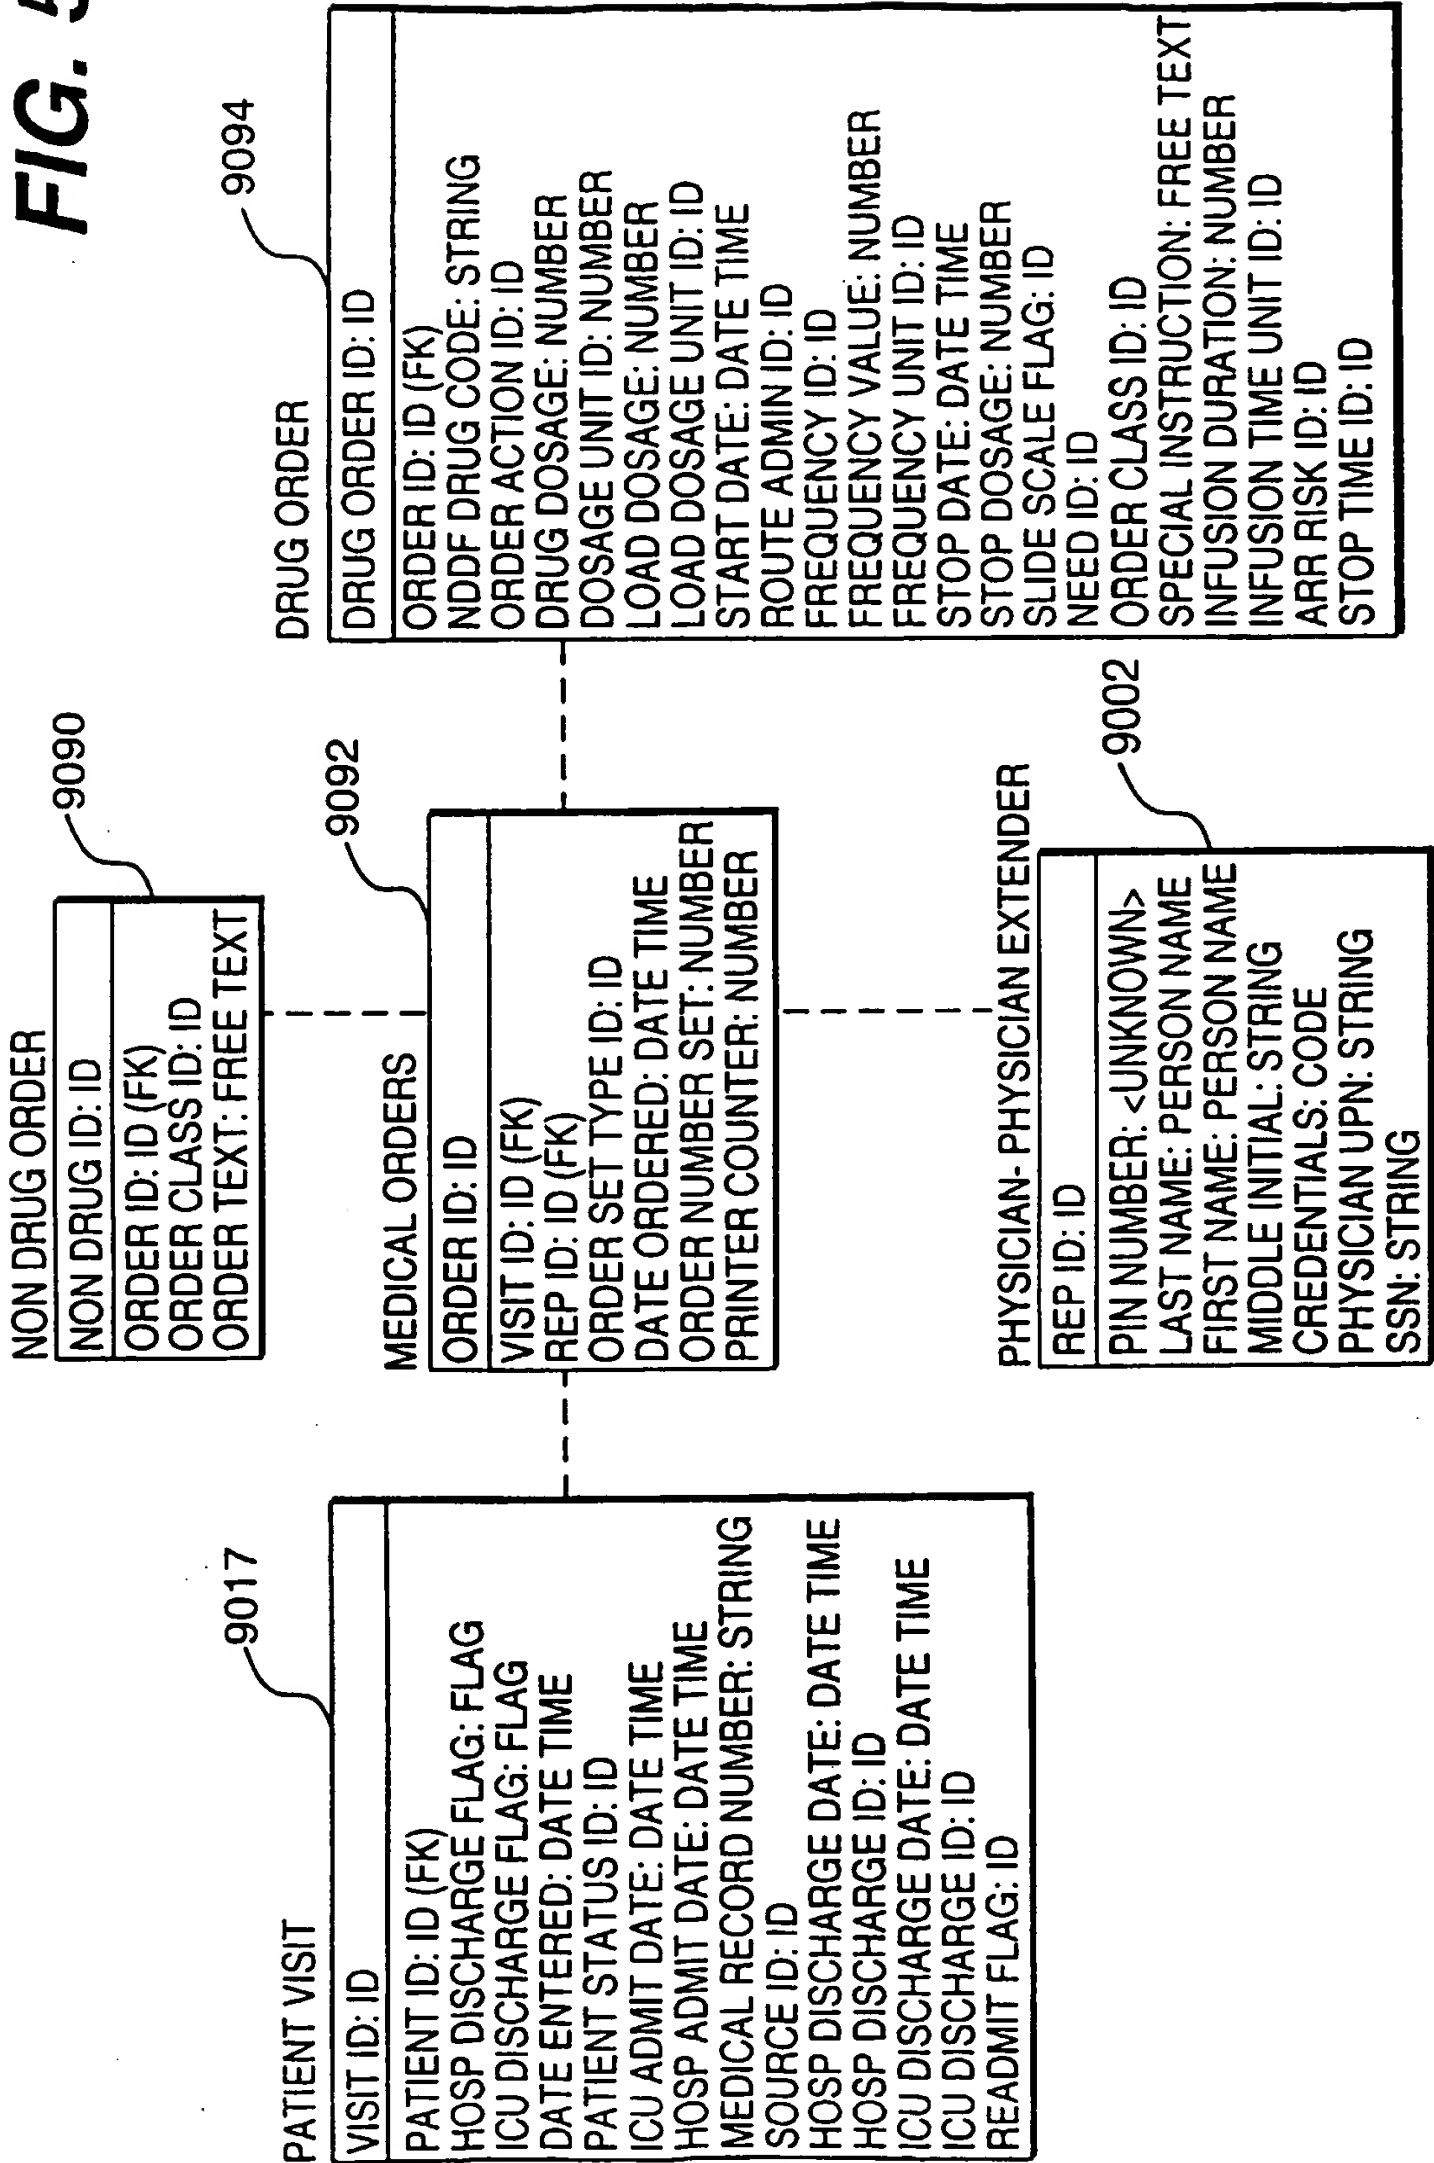 FIG.
PATIENT VISIT
9017
VISIT ID: ID
PATIENT ID: ID (FK)
HOSP DISCHARGE FLAG: FLAG
ICU DISCHARGE FLAG: FLAG
DATE ENTERED: DATE TIME
PATIENT STATUS ID: ID
ICU ADMIT DATE: DATE TIME
HOSP ADMIT DATE: DATE TIME
MEDICAL RECORD NUMBER: STRING
SOURCE ID: ID
HOSP DISCHARGE DATE: DATE TIME
HOSP DISCHARGE ID: ID
ICU DISCHARGE DATE: DATE TIME
ICU DISCHARGE ID: ID
READMIT FLAG: ID
NON DRUG ORDER
9090
NON DRUG ID: ID
ORDER ID: ID (FK)
ORDER CLASS ID: ID
ORDER TEXT: FREE TEXT
MEDICAL ORDERS
9092
ORDER ID: ID
VISIT ID: ID (FK)
REP ID: ID (FK)
ORDER SET TYPE ID: ID
DATE ORDERED: DATE TIME
ORDER NUMBER SET: NUMBER
PRINTER COUNTER: NUMBER
PHYSICIAN- PHYSICIAN EXTENDER
9002
REP ID: ID
PIN NUMBER: <UNKNOWN>
LAST NAME: PERSON NAME
FIRST NAME: PERSON NAME
MIDDLE INITIAL: STRING
CREDENTIALS: CODE
PHYSICIAN UPN: STRING
SSN: STRING
DRUG ORDER
9094
DRUG ORDER ID: ID
ORDER ID: ID (FK)
NDDF DRUG CODE: STRING
ORDER ACTION ID: ID
DRUG DOSAGE: NUMBER
DOSAGE UNIT ID: NUMBER
LOAD DOSAGE: NUMBER
LOAD DOSAGE UNIT ID: ID
START DATE: DATE TIME
ROUTE ADMIN ID: ID
FREQUENCY ID: ID
FREQUENCY VALUE: NUMBER
FREQUENCY UNIT ID: ID
STOP DATE: DATE TIME
STOP DOSAGE: NUMBER
SLIDE SCALE FLAG: ID
NEED ID: ID
ORDER CLASS ID: ID
SPECIAL INSTRUCTION: FREE TEXT
INFUSION DURATION: NUMBER
INFUSION TIME UNIT ID: ID
ARR RISK ID: ID
STOP TIME ID: ID